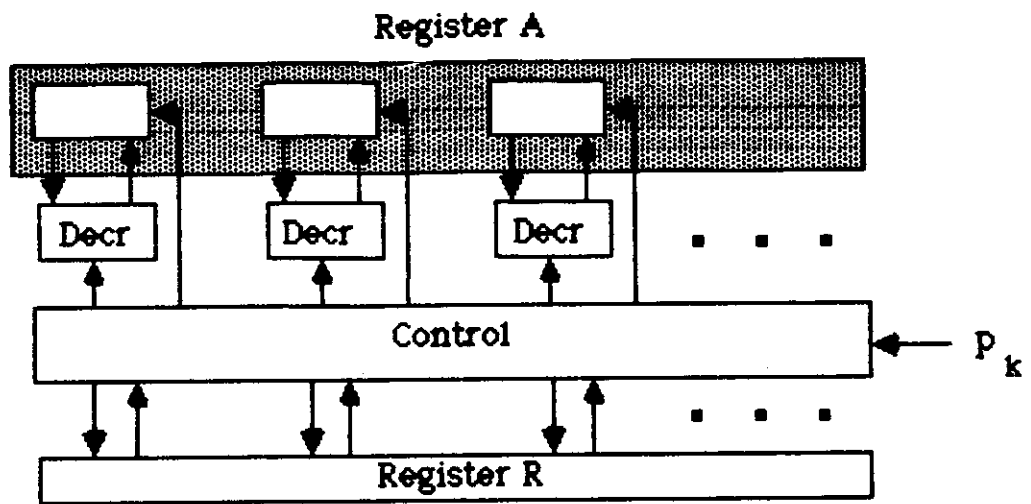 Register A
Decr Decr Decr
Control
p k
Register R